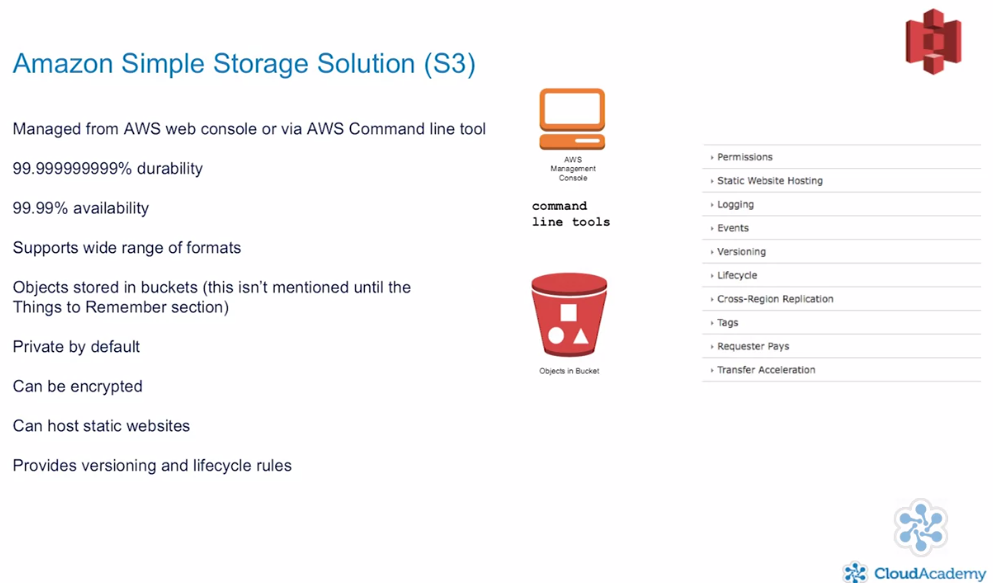 Amazon Simple Storage Solution (S3)
Managed from AWS web console or via AWS Command line tool
99.999999999% durability
99.99% availability
Supports wide range of formats
Objects stored in buckets (this isn't mentioned until the
Things to Remember section)
Private by default
Can be encrypted
Can host static websites
Provides versioning and lifecycle rules
AWS
Management
Console
command
line tools
Objects in Bucket
Permissions
Static Website Hosting
Logging
Events
Versioning
Lifecycle
Cross-Region Replication
Tags
Requester Pays
Transfer Acceleration
CloudAcademy